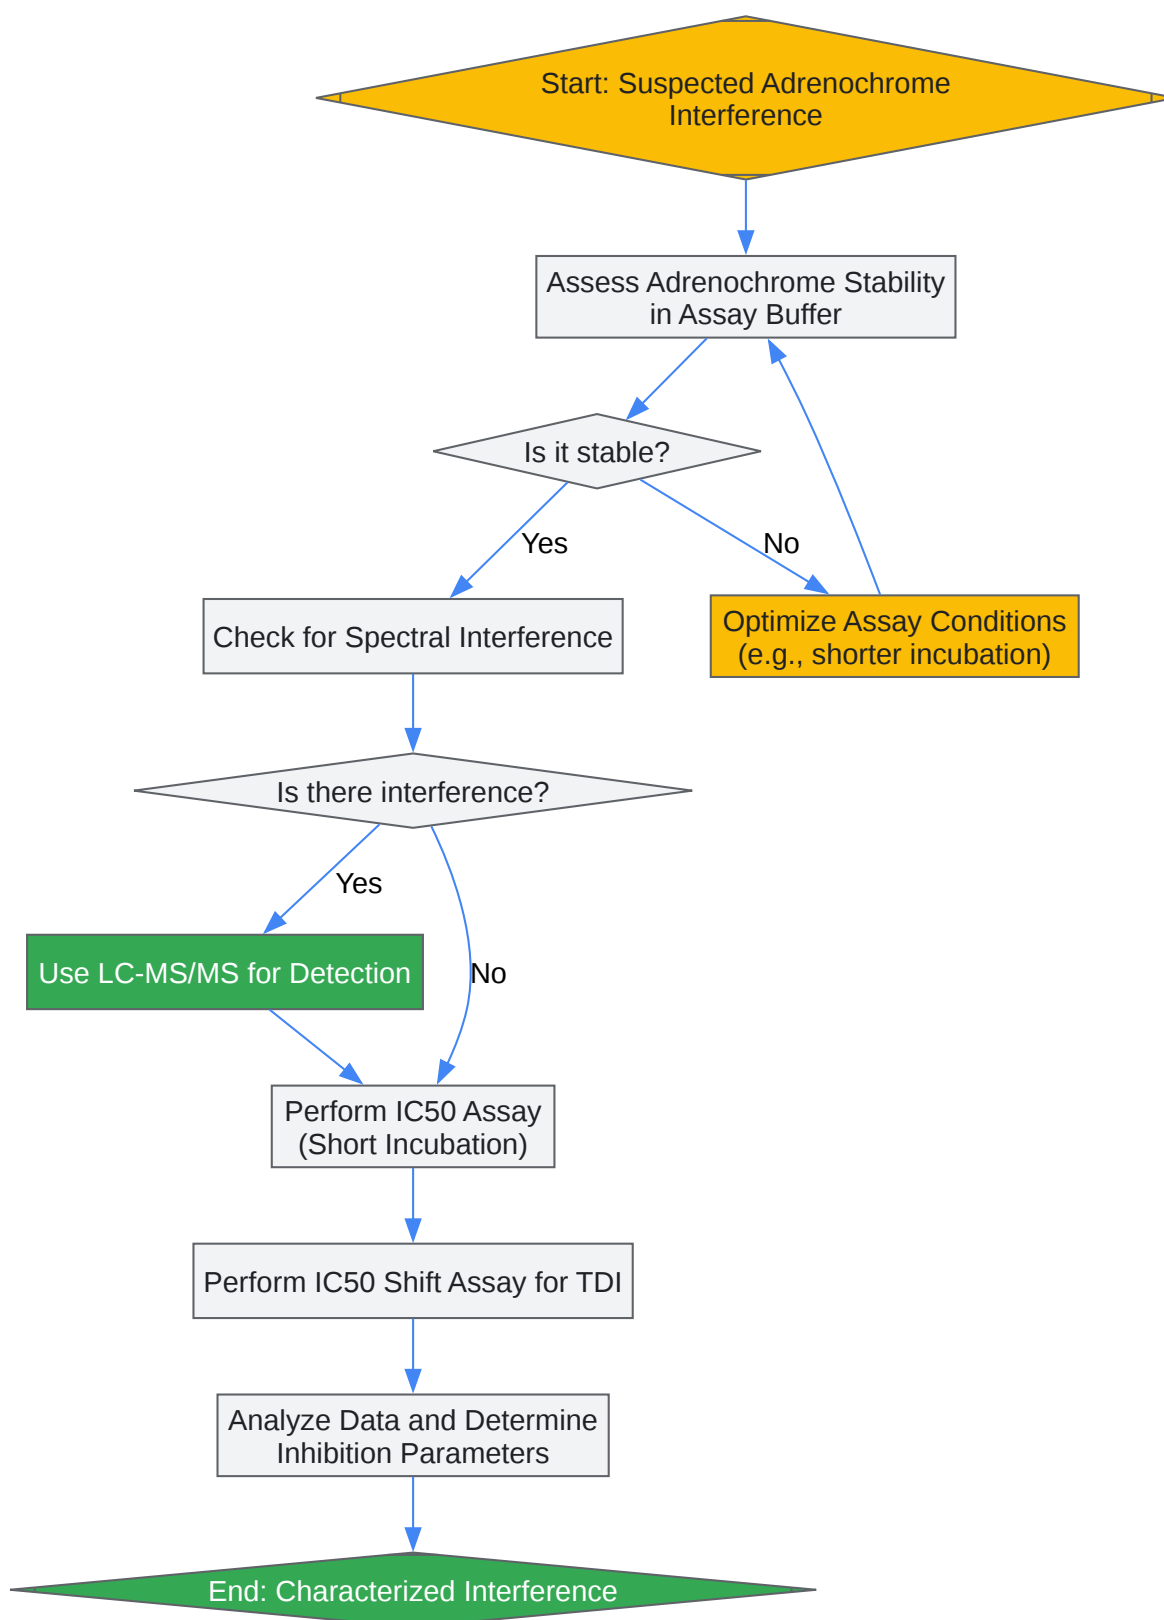 Start: Suspected Adrenochrome
Interference
Assess Adrenochrome Stability
in Assay Buffer
Is it stable?
Yes
No
Check for Spectral Interference
Optimize Assay Conditions
(e.g., shorter incubation)
Is there interference?
Yes
Use LC-MS/MS for Detection
No
Perform IC50 Assay
(Short Incubation)
Perform IC50 Shift Assay for TDI
Analyze Data and Determine
Inhibition Parameters
End: Characterized Interference